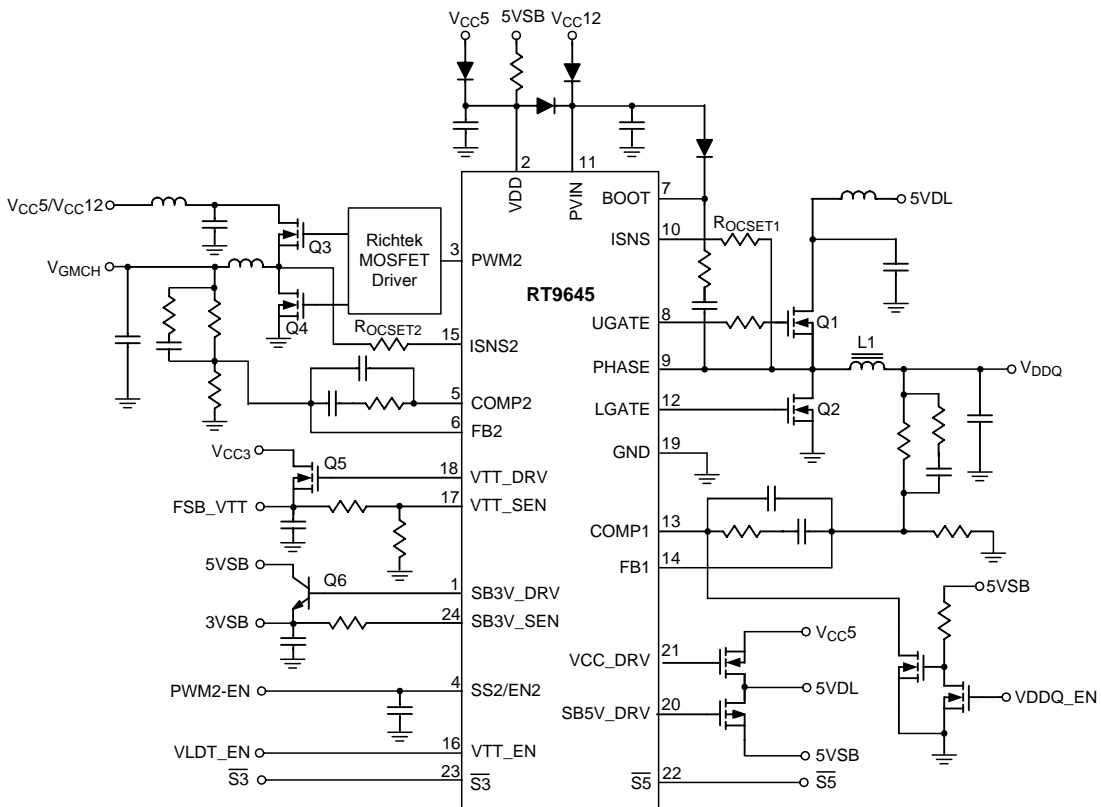 VCC5 5VSB VCC12
2 11
VDD PVIN
VCC5/VCC12
Q3
Richtek
MOSFET
Driver
3 PWM2
VGMCH
Q4
ROCSET2
15 ISNS2
5 COMP2
6 FB2
RT9645
7 BOOT
10 ISNS
ROCSET1
5VDL
8 UGATE
Q1
9 PHASE
L1
VDDQ
12 LGATE
Q2
19 GND
VCC3
Q5
18 VTT_DRV
FSB_VTT
17 VTT_SEN
13 COMP1
14 FB1
5VSB
Q6
1 SB3V_DRV
3VSB
24 SB3V_SEN
5VSB
21 VCC_DRV
VCC5
5VDL
20 SB5V_DRV
5VSB
VDDQ_EN
PWM2-EN
4 SS2/EN2
VLDT_EN
16 VTT_EN
S3
23 S3
22 S5
S5